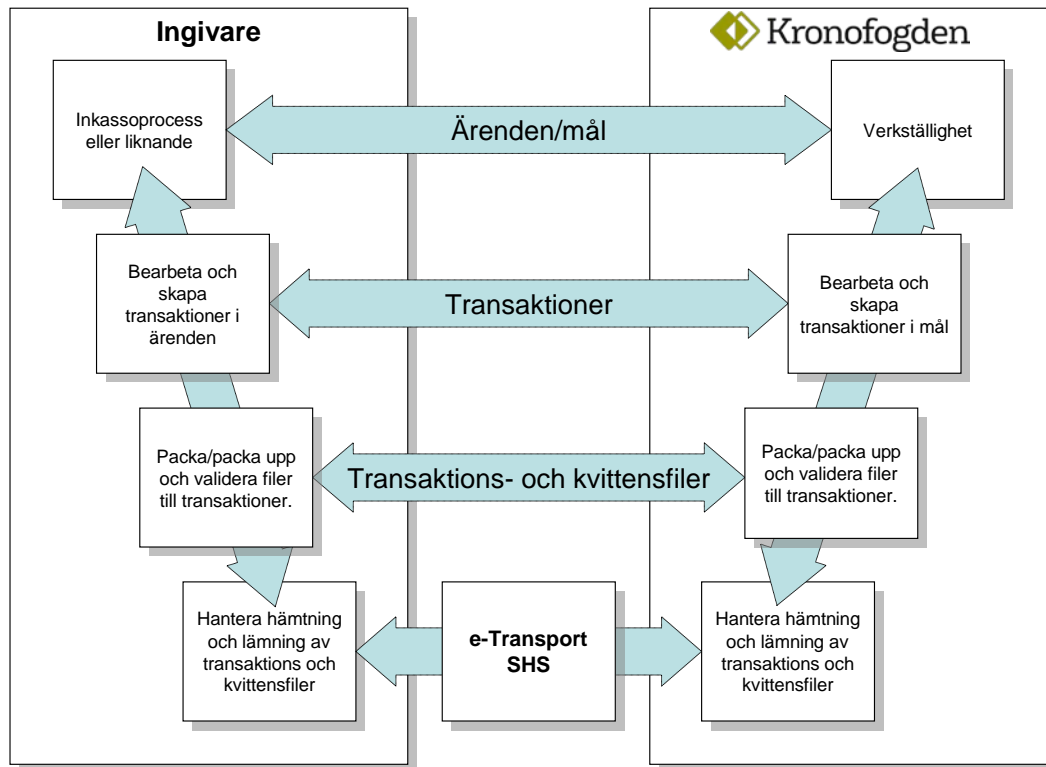 Ingivare
Kronofogden
Inkassoprocess
eller liknande
Ärenden/mål
Verkställighet
Bearbeta och
skapa
transaktioner i
ärenden
Transaktioner
Bearbeta och
skapa
transaktioner i mål
Packa/packa upp
och validera filer
till transaktioner.
Transaktions- och kvittensfiler
Packa/packa upp
och validera filer
till transaktioner.
Hantera hämtning
och lämning av
transaktions och
kvittensfiler
e-Transport
SHS
Hantera hämtning
och lämning av
transaktions och
kvittensfiler